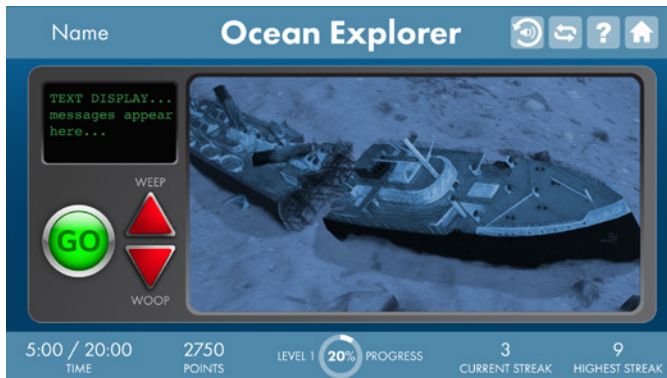 Name
Ocean Explorer
?
TEXT DISPLAY...
messages appear
here...
WEEP
GO
WOOP
5:00 / 20:00
TIME
2750
POINTS
LEVEL 1 20% PROGRESS
3
CURRENT STREAK
9
HIGHEST STREAK